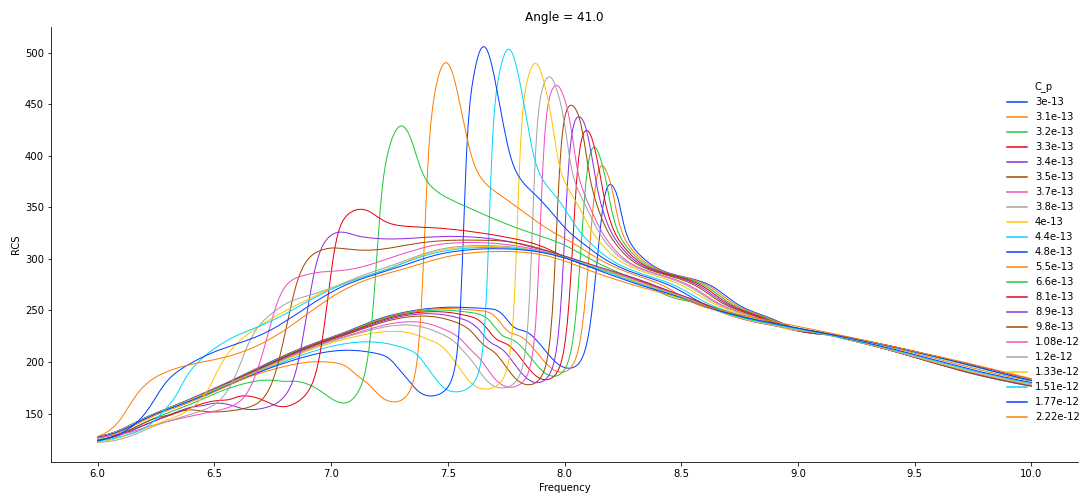 Angle = 41.0
500
450
400
350
300
250
200
150
RCS
6.0 6.5 7.0 7.5 8.0 8.5 9.0 9.5 10.0
Frequency
C_p
3e-13
3.1e-13
3.2e-13
3.3e-13
3.4e-13
3.5e-13
3.7e-13
3.8e-13
4e-13
4.4e-13
4.8e-13
5.5e-13
6.6e-13
8.1e-13
8.9e-13
9.8e-13
1.08e-12
1.2e-12
1.33e-12
1.51e-12
1.77e-12
2.22e-12